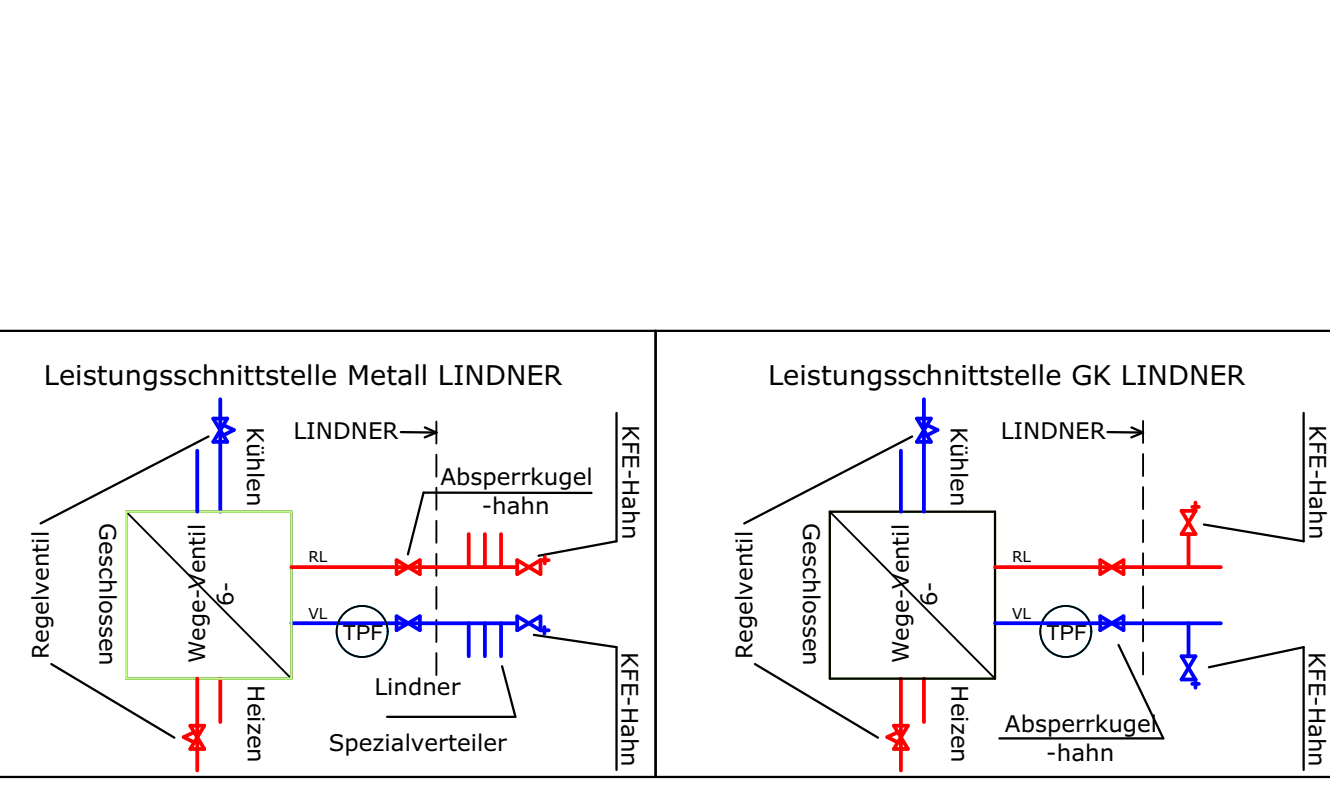 Leistungsschnittstelle Metall LINDNER
LINDNER
Kühlen
KFE-Hahn
Absperrkugel
-hahn
Regelventil
Geschlossen
Wege-Ventil
6-
RL
VL
TPF
Lindner
Spezialverteiler
Heizen
KFE-Hahn
Leistungsschnittstelle GK LINDNER
LINDNER
Kühlen
KFE-Hahn
Regelventil
Geschlossen
Wege-Ventil
6-
RL
VL
TPF
Heizen
Absperrkugel
-hahn
KFE-Hahn